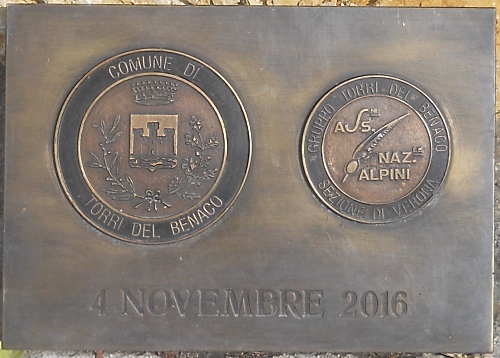 COMUNE DI
TORRI DEL BENACO
GRUPPO TORRI DEL BENACO
ASS.NE
NAZ.LE
ALPINI
SEZIONE DI VERONA
4 NOVEMBRE 2016